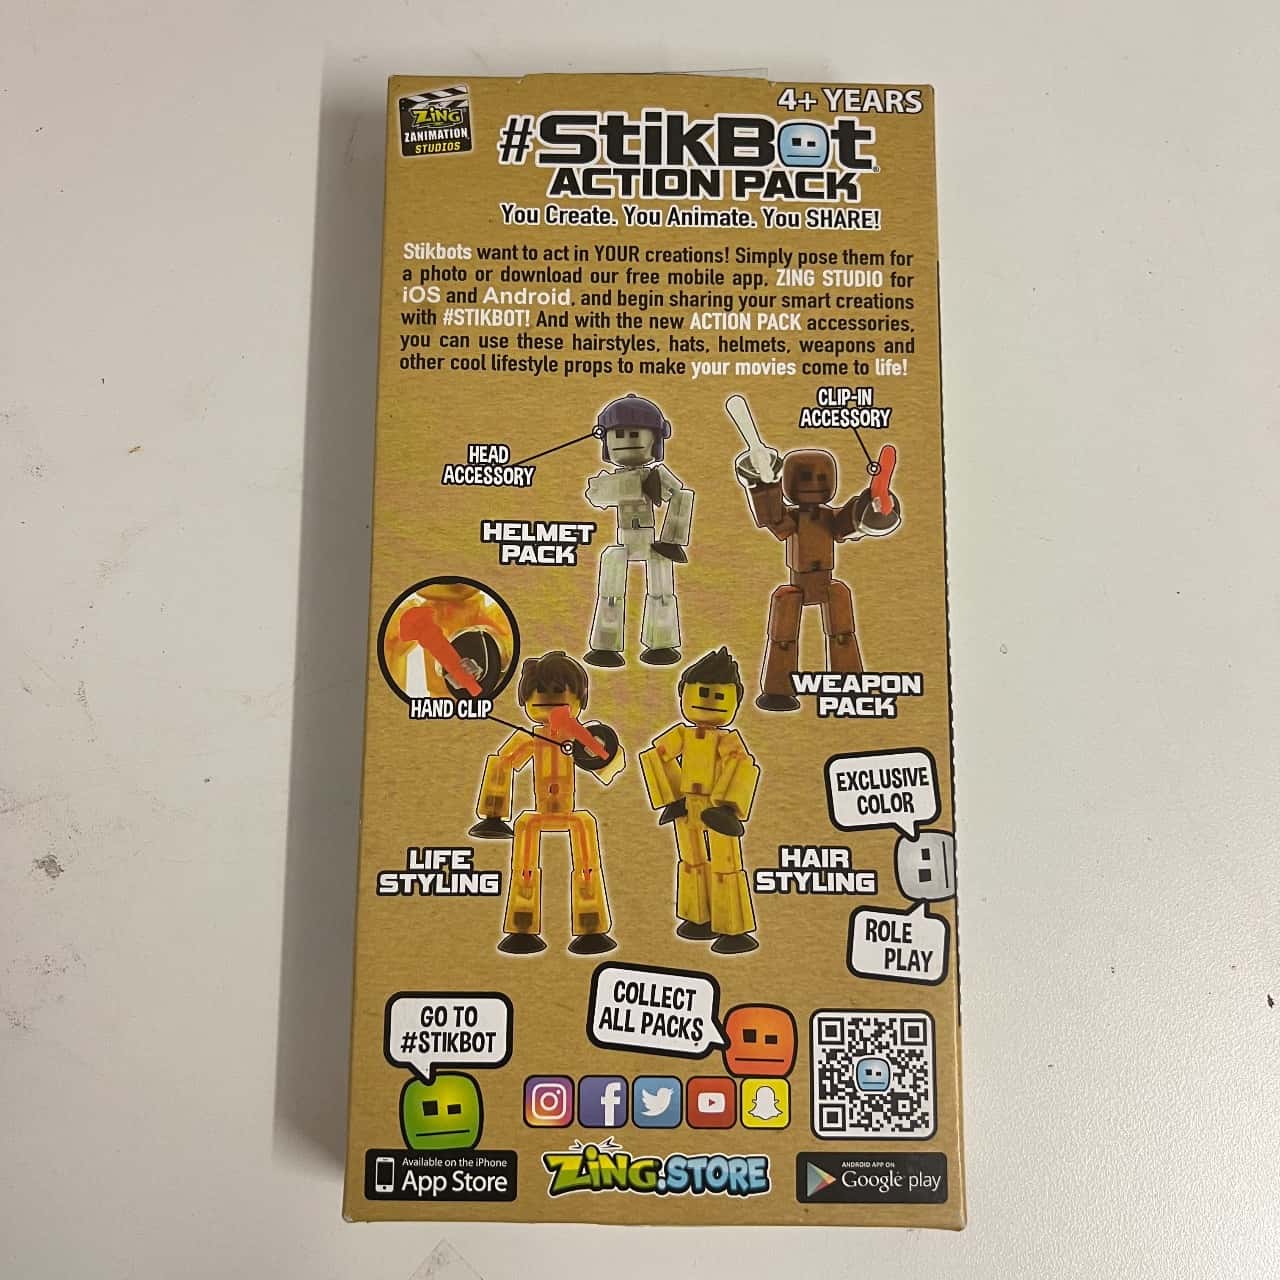 4+ YEARS
ZING
ZANIMATION
STUDIOS
#StikBot
ACTION PACK
You Create. You Animate. You SHARE!
Stikbots want to act in YOUR creations! Simply pose them for
a photo or download our free mobile app, ZING STUDIO for
iOS and Android, and begin sharing your smart creations
with #STIKBOT! And with the new ACTION PACK accessories,
you can use these hairstyles, hats, helmets, weapons and
other cool lifestyle props to make your movies come to life!
CLIP-IN
ACCESSORY
HEAD
ACCESSORY
HELMET
PACK
WEAPON
PACK
HAND CLIP
EXCLUSIVE
COLOR
LIFE
STYLING
HAIR
STYLING
ROLE
PLAY
COLLECT
ALL PACKS
GO TO
#STIKBOT
Available on the iPhone
App Store
ZING.STORE
ANDROID APP ON
Google play